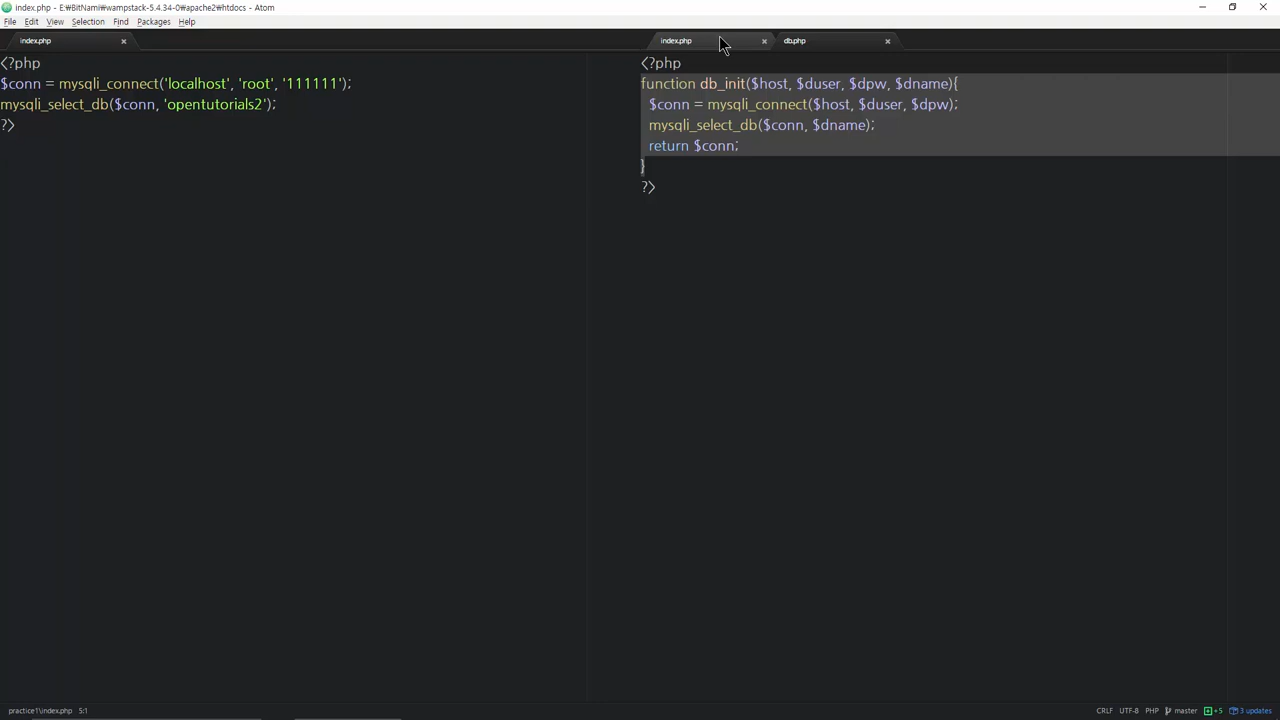 index.php - E:₩BitNami₩wampstack-5.4.34-0₩apache2₩htdocs - Atom
File Edit View Selection Find Packages Help
index.php
<?php
$conn = mysqli_connect('localhost', 'root', '111111');
mysqli_select_db($conn, 'opentutorials2');
?>
index.php db.php
<?php
function db_init($host, $duser, $dpw, $dname){
$conn = mysqli_connect($host, $duser, $dpw);
mysqli_select_db($conn, $dname);
return $conn;
}
?>
practice1\index.php 5:1 CRLF UTF-8 PHP master +5 3 updates